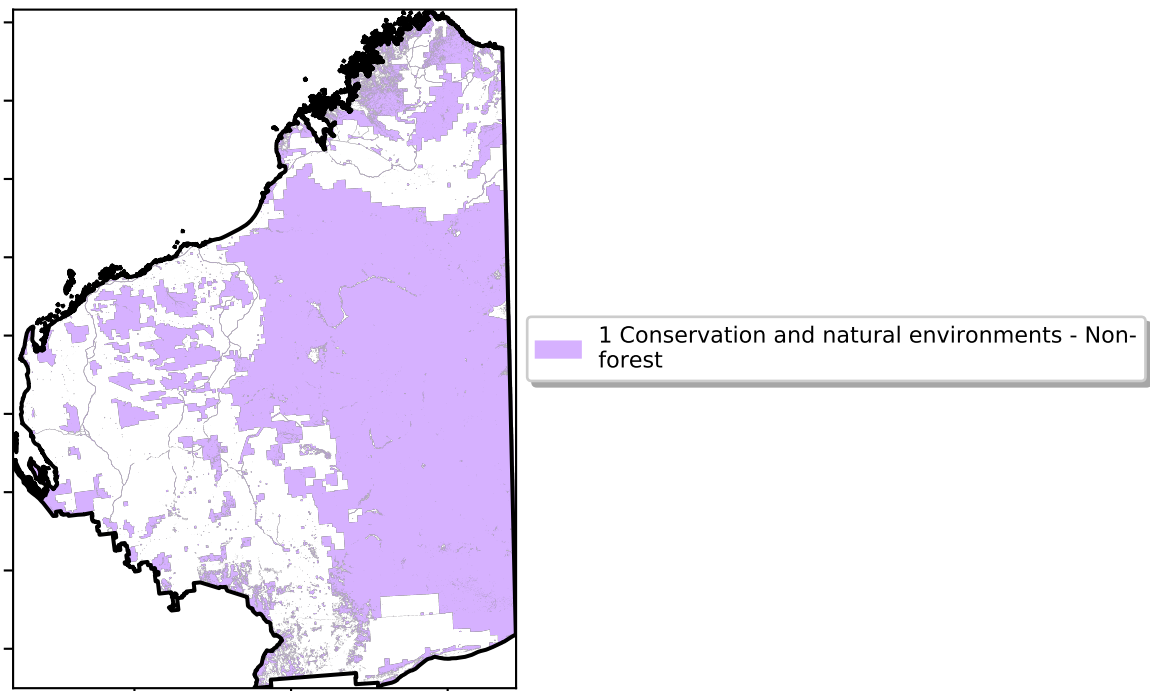 1 Conservation and natural environments - Non-
forest